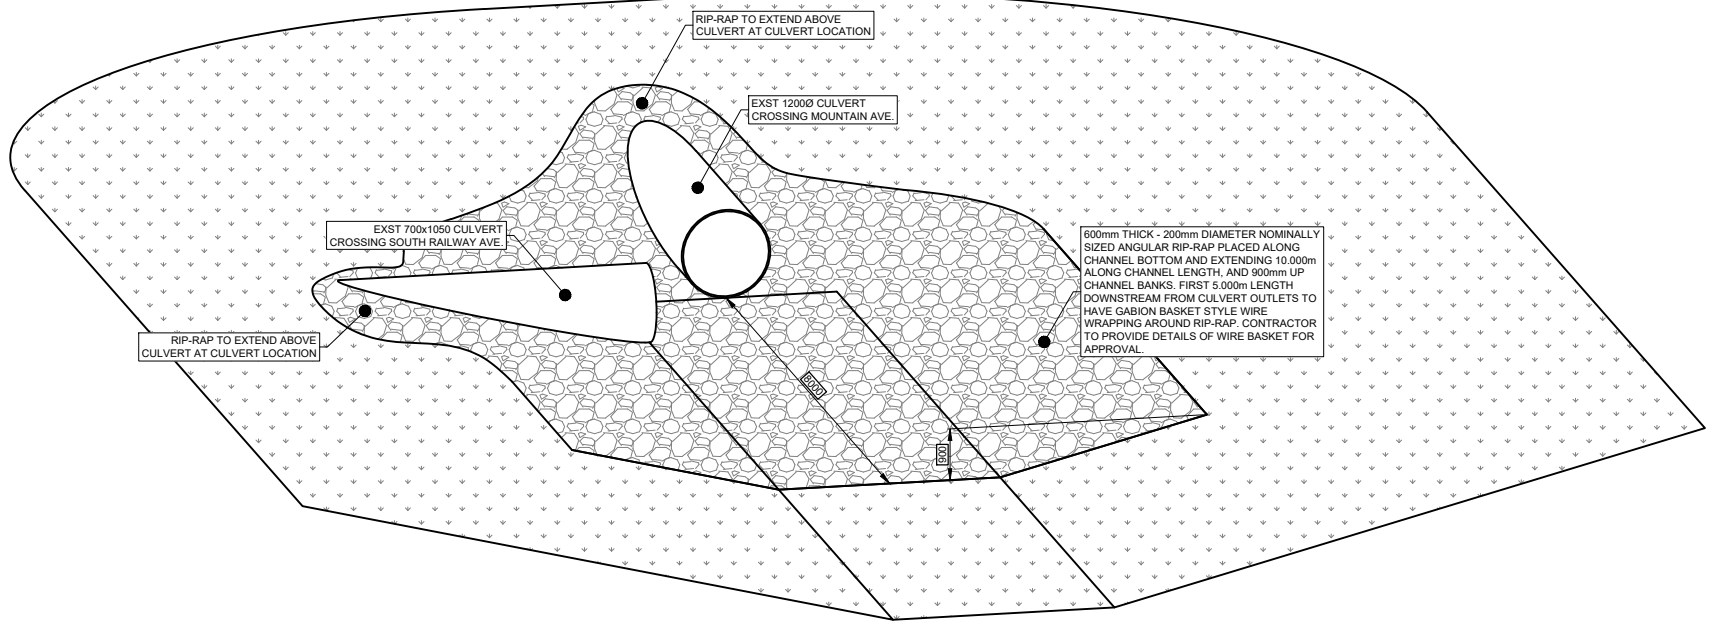 RIP-RAP TO EXTEND ABOVE
CULVERT AT CULVERT LOCATION
EXST 1200Ø CULVERT
CROSSING MOUNTAIN AVE.
EXST 700x1050 CULVERT
CROSSING SOUTH RAILWAY AVE.
600mm THICK - 200mm DIAMETER NOMINALLY
SIZED ANGULAR RIP-RAP PLACED ALONG
CHANNEL BOTTOM AND EXTENDING 10.000m
ALONG CHANNEL LENGTH, AND 900mm UP
CHANNEL BANKS. FIRST 5.000m LENGTH
DOWNSTREAM FROM CULVERT OUTLETS TO
HAVE GABION BASKET STYLE WIRE
WRAPPING AROUND RIP-RAP. CONTRACTOR
TO PROVIDE DETAILS OF WIRE BASKET FOR
APPROVAL.
RIP-RAP TO EXTEND ABOVE
CULVERT AT CULVERT LOCATION
8000
900